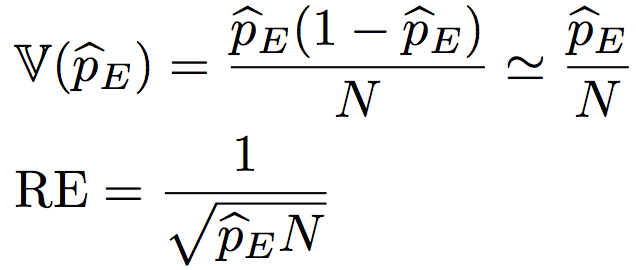 𝕍(p̂_E) = p̂_E(1 − p̂_E)/N ≃ p̂_E/N
RE = 1/√(p̂_E N)